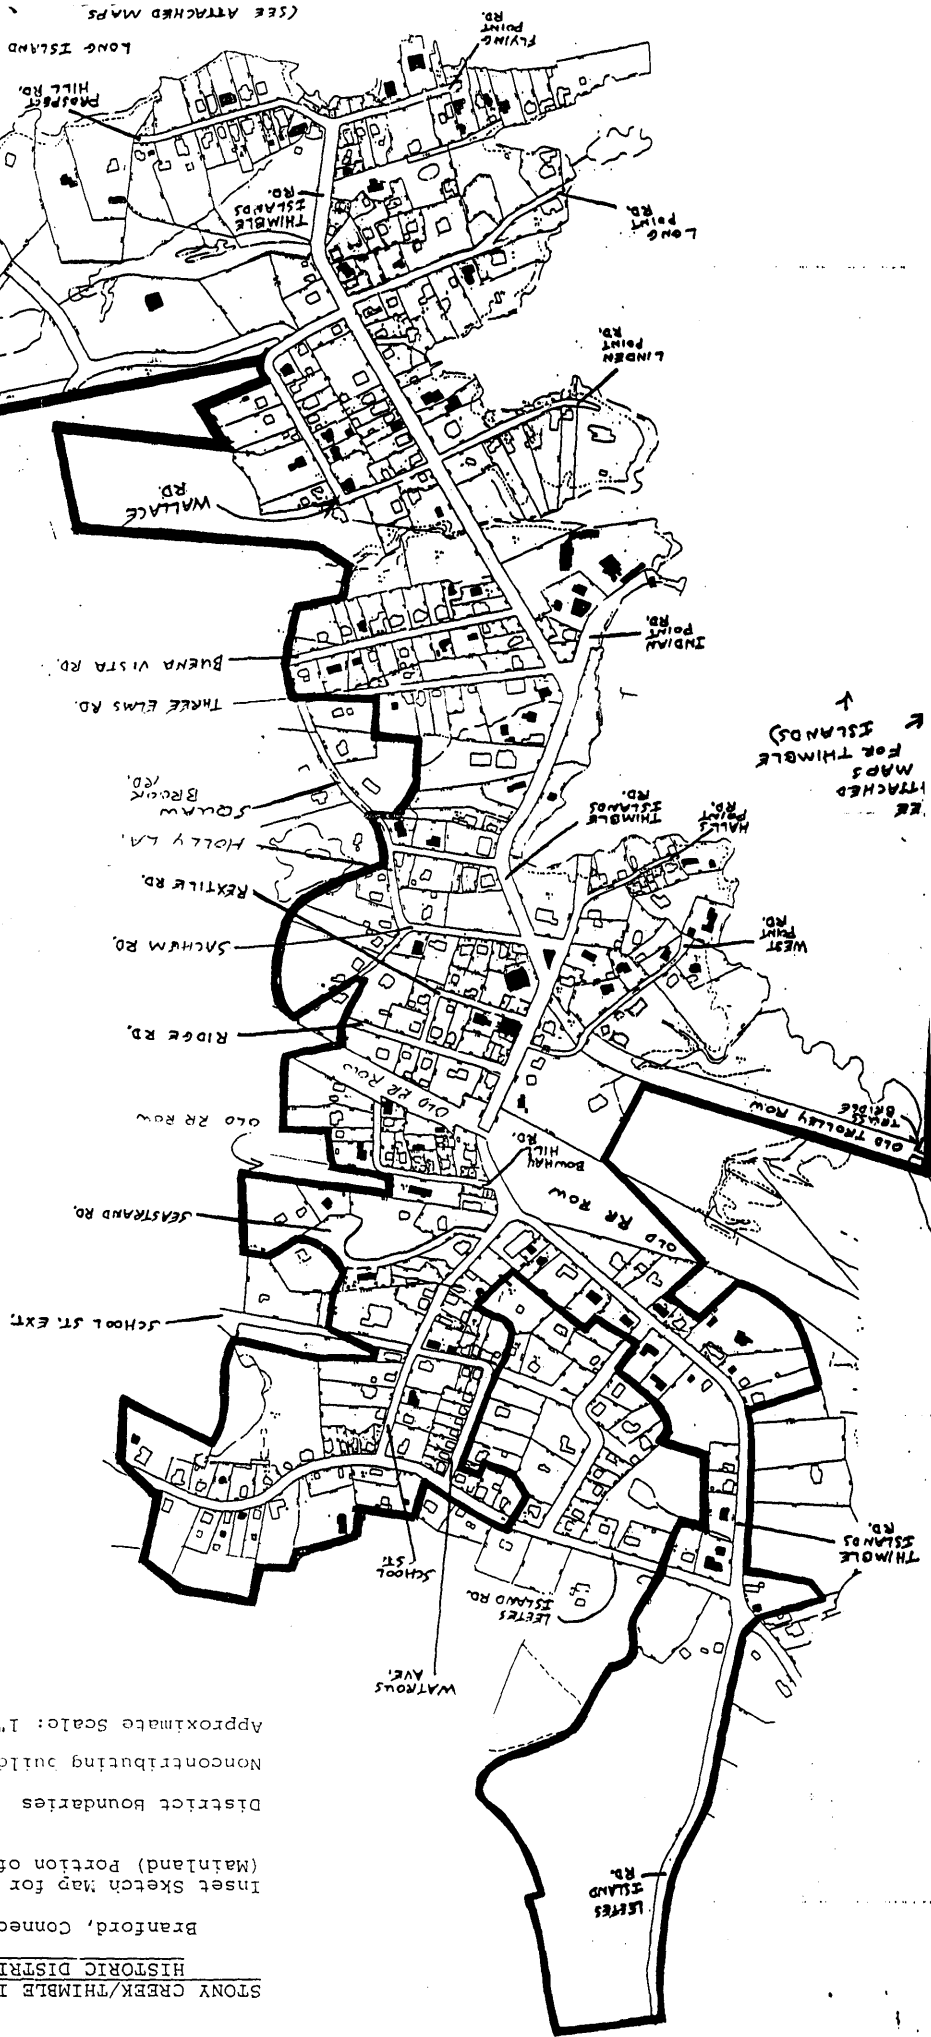 STONY CREEK/THIMBLE I
HISTORIC DISTRI
Branford, Connec
Inset Sketch Map for
(Mainland) Portion of
District Boundaries
Noncontributing build
Approximate Scale: 1"
LEETES
ISLAND
RD.
WATROUS
AVE.
LEETES
ISLAND RD.
SCHOOL
ST.
THIMBLE
ISLANDS
RD.
SCHOOL ST. EXT.
SEASTRAND RD.
OLD
RR ROW
BOWHAY
HILL
RD.
OLD RR ROW
OLD RR ROW
OLD TROLLEY ROW
TRUSS
BRIDGE
RIDGE RD.
WEST
POINT
RD.
SACHEM RD.
REXTILE RD.
HALLS
POINT
RD.
HOLLY LA.
THIMBLE
ISLANDS
RD.
SQUAW
BROOK
RD.
EE
TTACHED
MAPS
FOR THIMBLE
ISLANDS)
THREE ELMS RD.
BUENA VISTA RD.
INDIAN
POINT
RD.
WALLACE
RD.
LINDEN
POINT
RD.
LONG
POINT
RD.
THIMBLE
ISLANDS
RD.
PROSPECT
HILL RD.
FLYING
POINT
RD.
LONG ISLAND
(SEE ATTACHED MAPS